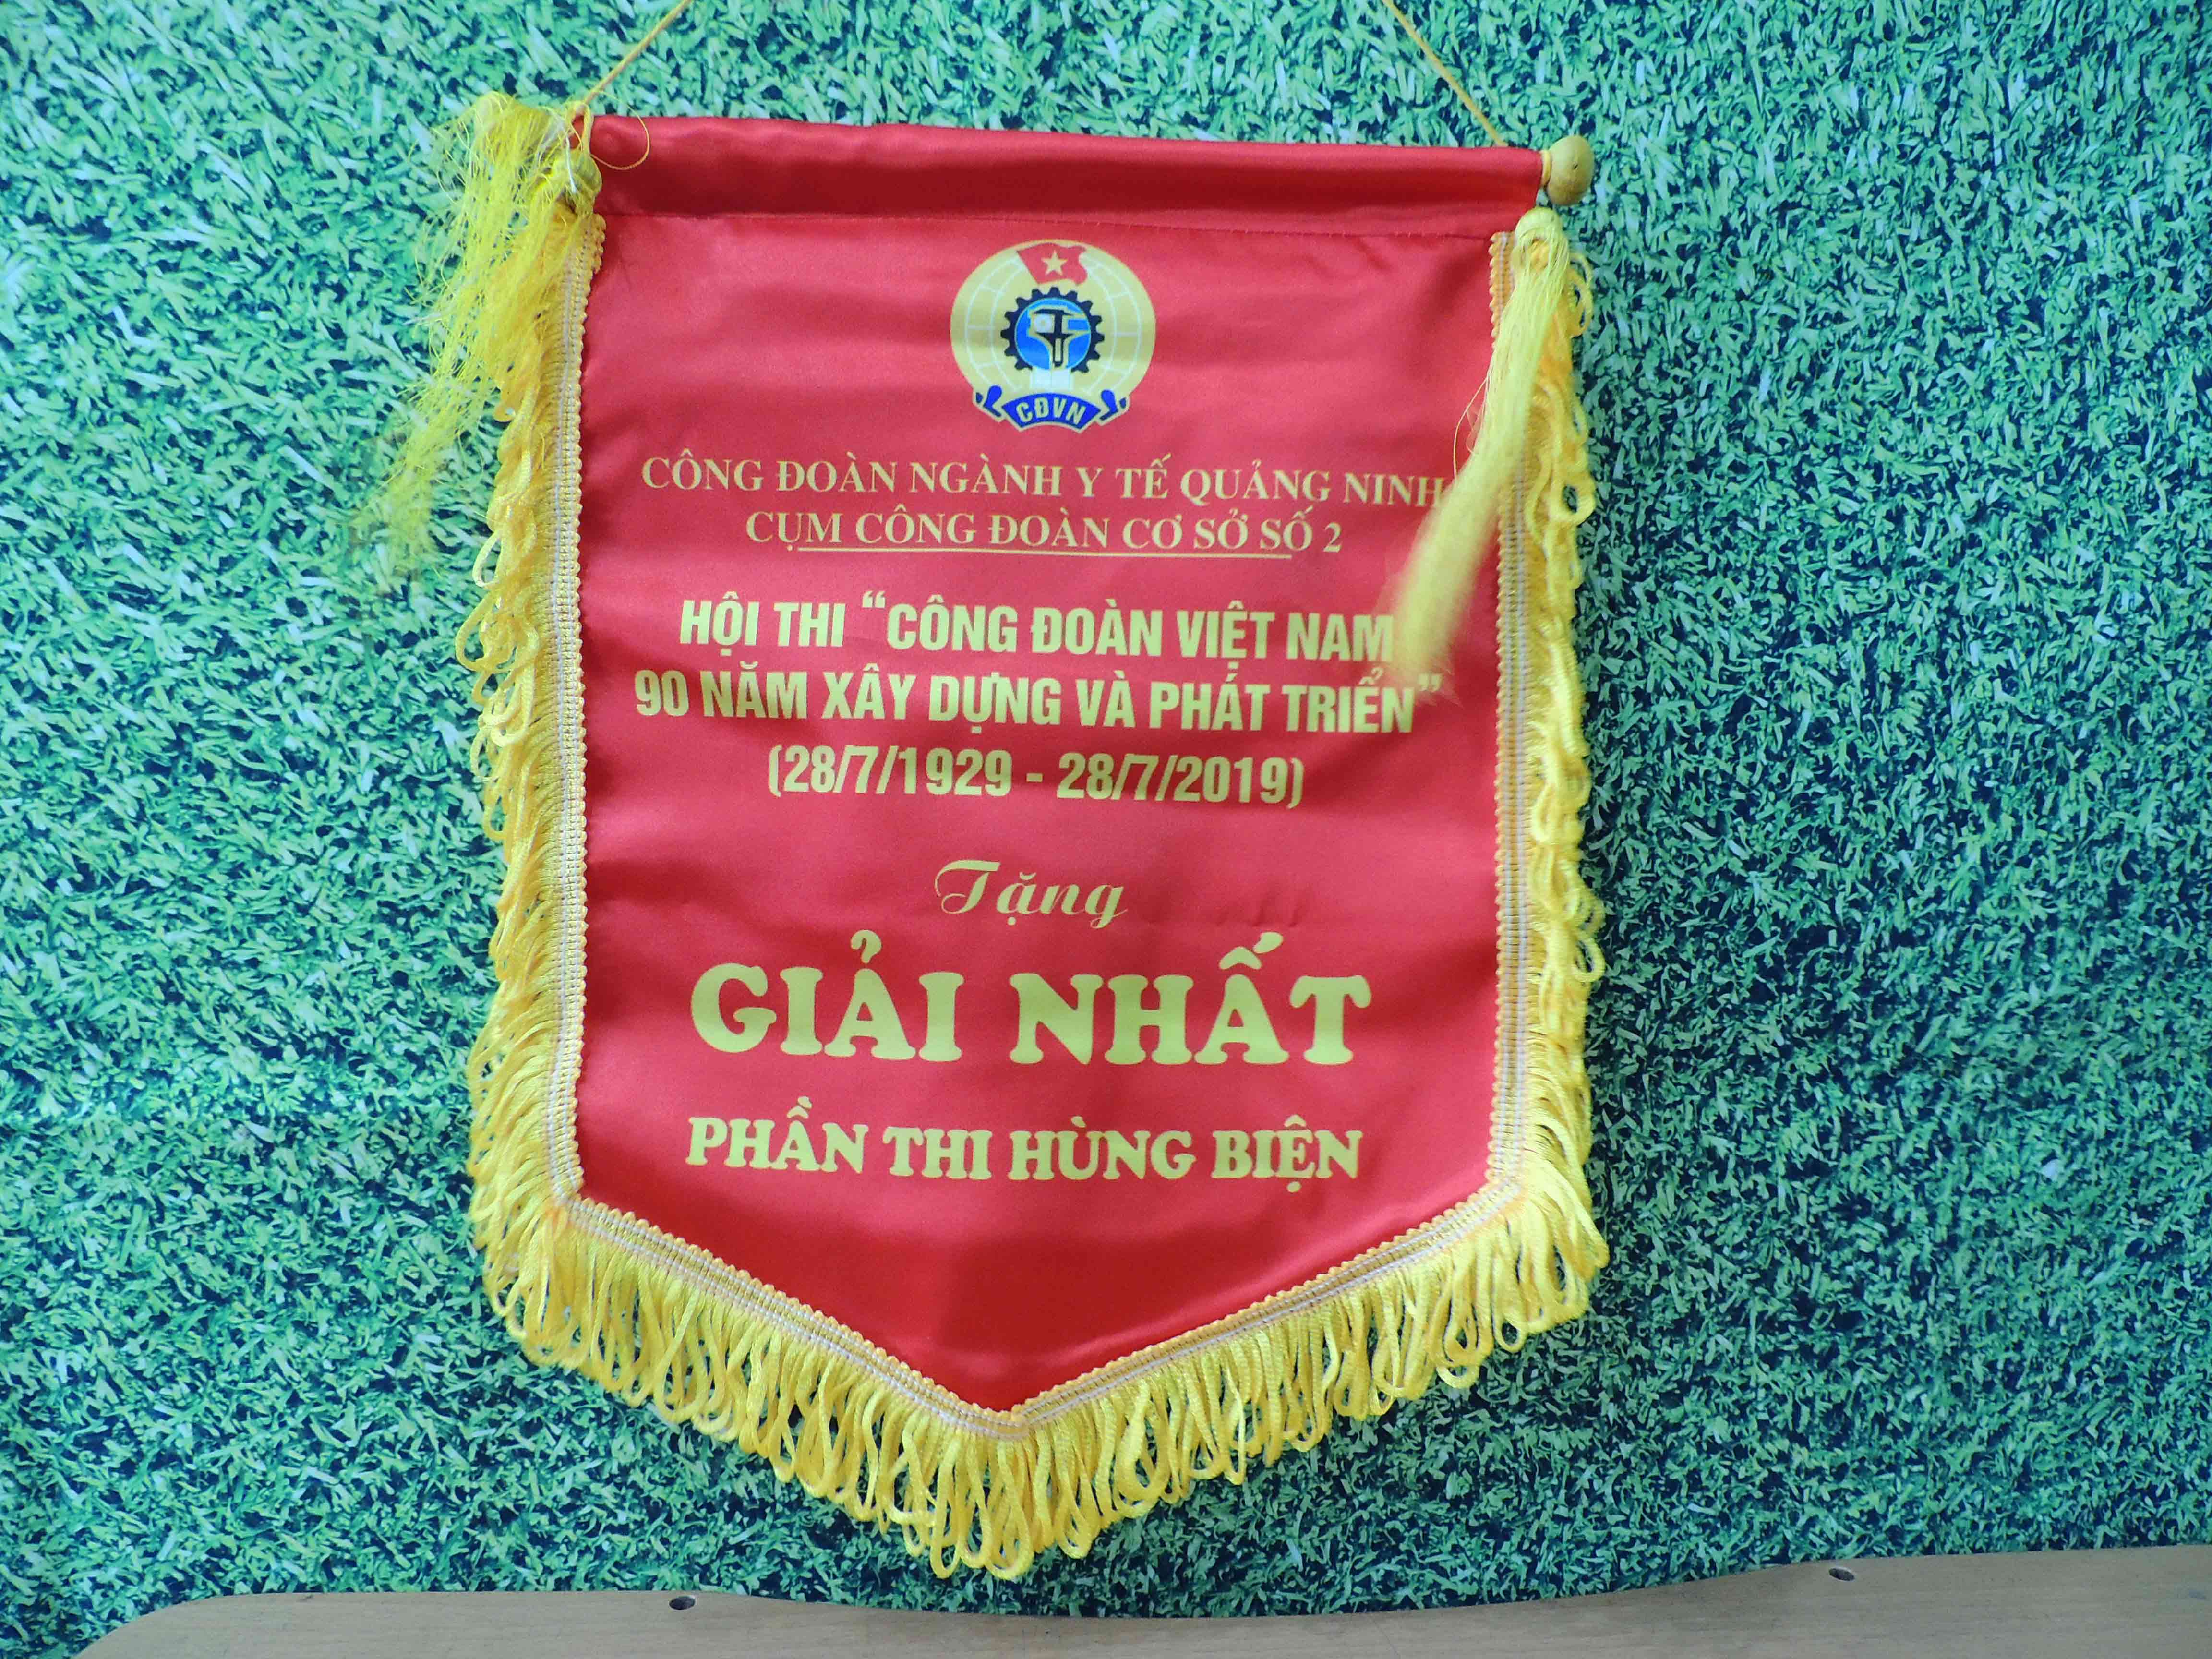 CĐVN
CÔNG ĐOÀN NGÀNH Y TẾ QUẢNG NINH
CỤM CÔNG ĐOÀN CƠ SỞ SỐ 2
HỘI THI “CÔNG ĐOÀN VIỆT NAM
90 NĂM XÂY DỰNG VÀ PHÁT TRIỂN”
(28/7/1929 - 28/7/2019)
Tặng
GIẢI NHẤT
PHẦN THI HÙNG BIỆN